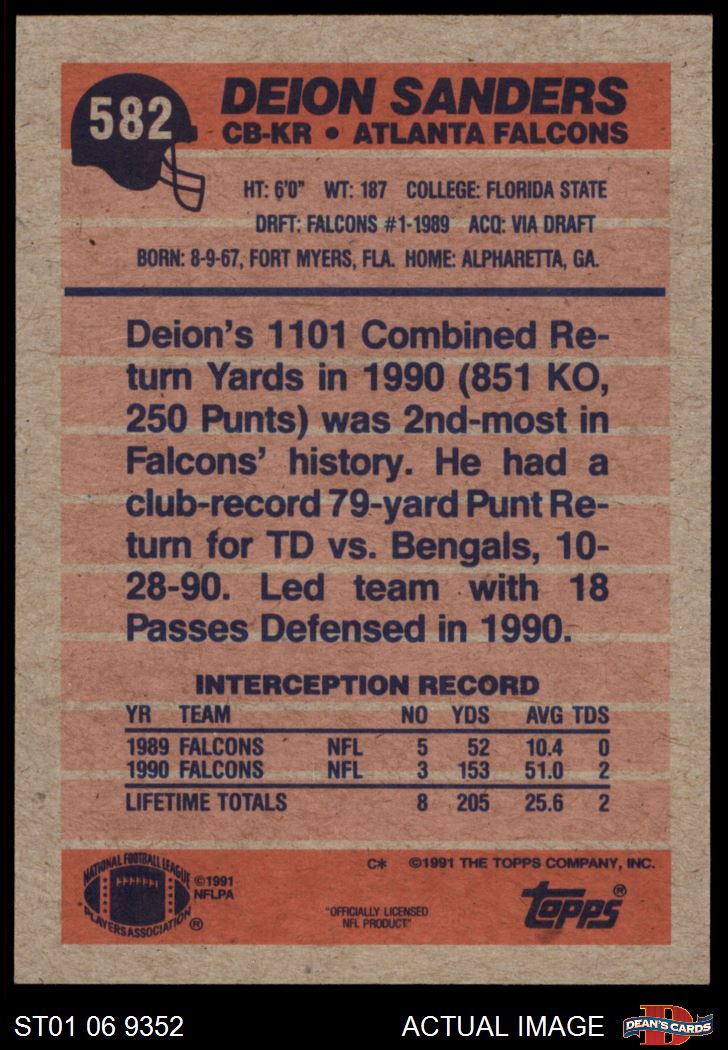 582
DEION SANDERS
CB-KR • ATLANTA FALCONS
HT: 6'0" WT: 187 COLLEGE: FLORIDA STATE
DRFT: FALCONS #1-1989 ACQ: VIA DRAFT
BORN: 8-9-67, FORT MYERS, FLA. HOME: ALPHARETTA, GA.
Deion's 1101 Combined Re-
turn Yards in 1990 (851 KO,
250 Punts) was 2nd-most in
Falcons' history. He had a
club-record 79-yard Punt Re-
turn for TD vs. Bengals, 10-
28-90. Led team with 18
Passes Defensed in 1990.
INTERCEPTION RECORD
YR TEAM NO YDS AVG TDS
1989 FALCONS NFL 5 52 10.4 0
1990 FALCONS NFL 3 153 51.0 2
LIFETIME TOTALS 8 205 25.6 2
C* ©1991 THE TOPPS COMPANY, INC.
NATIONAL FOOTBALL LEAGUE
PLAYERS ASSOCIATION ®
©1991
NFLPA
"OFFICIALLY LICENSED
NFL PRODUCT"
topps ®
ST01 06 9352 ACTUAL IMAGE
D
DEAN'S CARDS